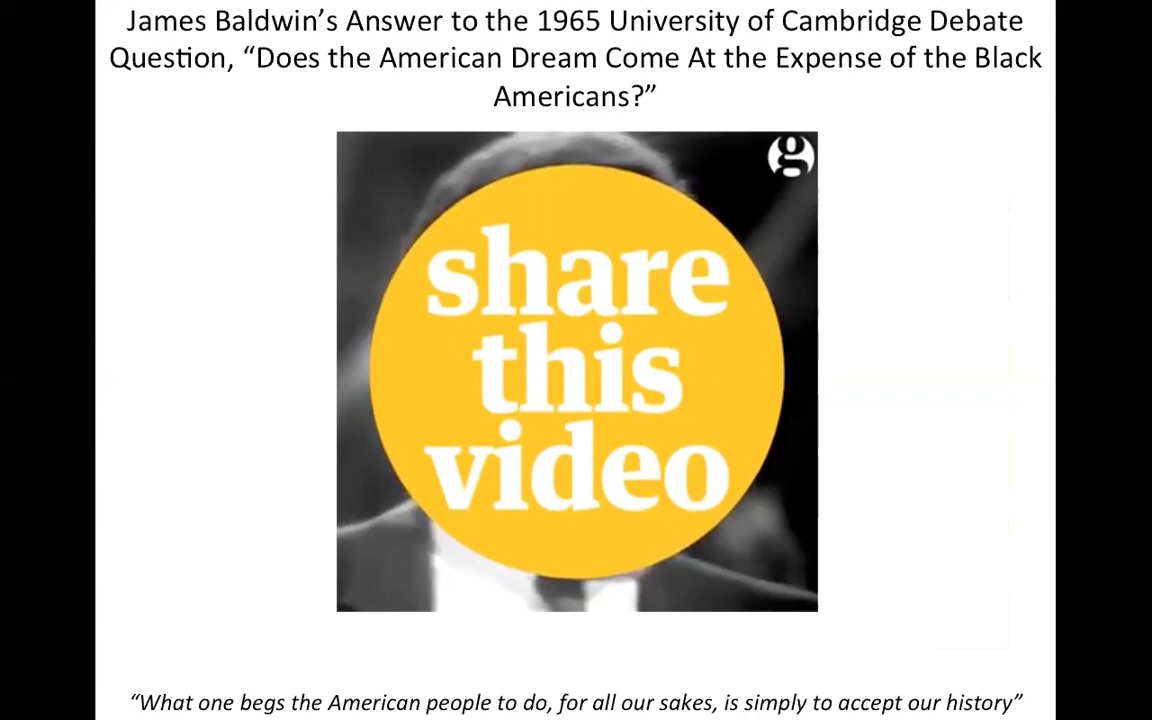 James Baldwin’s Answer to the 1965 University of Cambridge Debate
Question, “Does the American Dream Come At the Expense of the Black
Americans?”
g
share
this
video
“What one begs the American people to do, for all our sakes, is simply to accept our history”